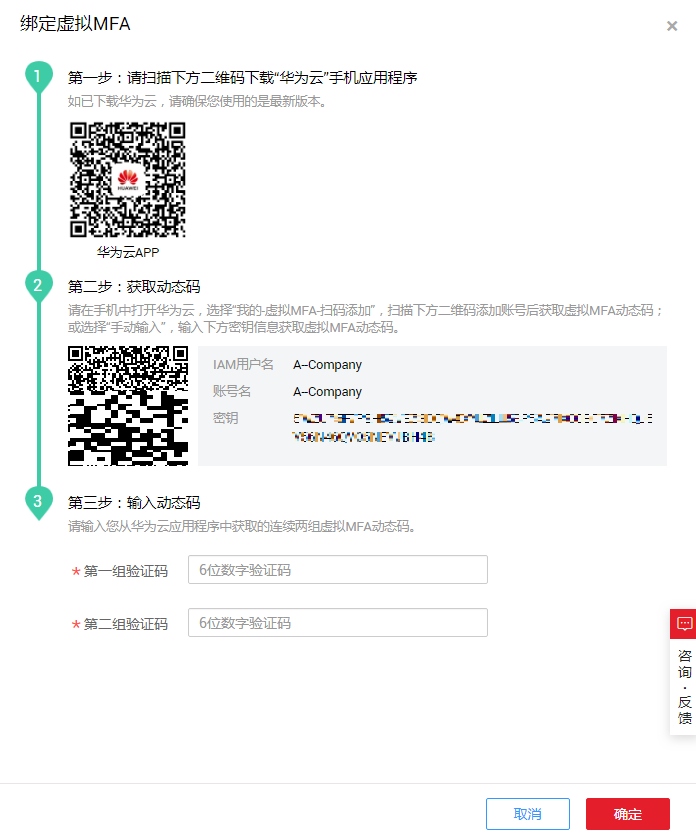 绑定虚拟MFA
1
第一步：请扫描下方二维码下载“华为云”手机应用程序
如已下载华为云，请确保您使用的是最新版本。
HUAWEI
华为云APP
2
第二步：获取动态码
请在手机中打开华为云，选择“我的-虚拟MFA-扫码添加”，扫描下方二维码添加账号后获取虚拟MFA动态码；
或选择“手动输入”，输入下方密钥信息获取虚拟MFA动态码。
IAM用户名 A--Company
账号名 A--Company
密钥
3
第三步：输入动态码
请输入您从华为云应用程序中获取的连续两组虚拟MFA动态码。
* 第一组验证码 6位数字验证码
* 第二组验证码 6位数字验证码
咨询·反馈
取消 确定